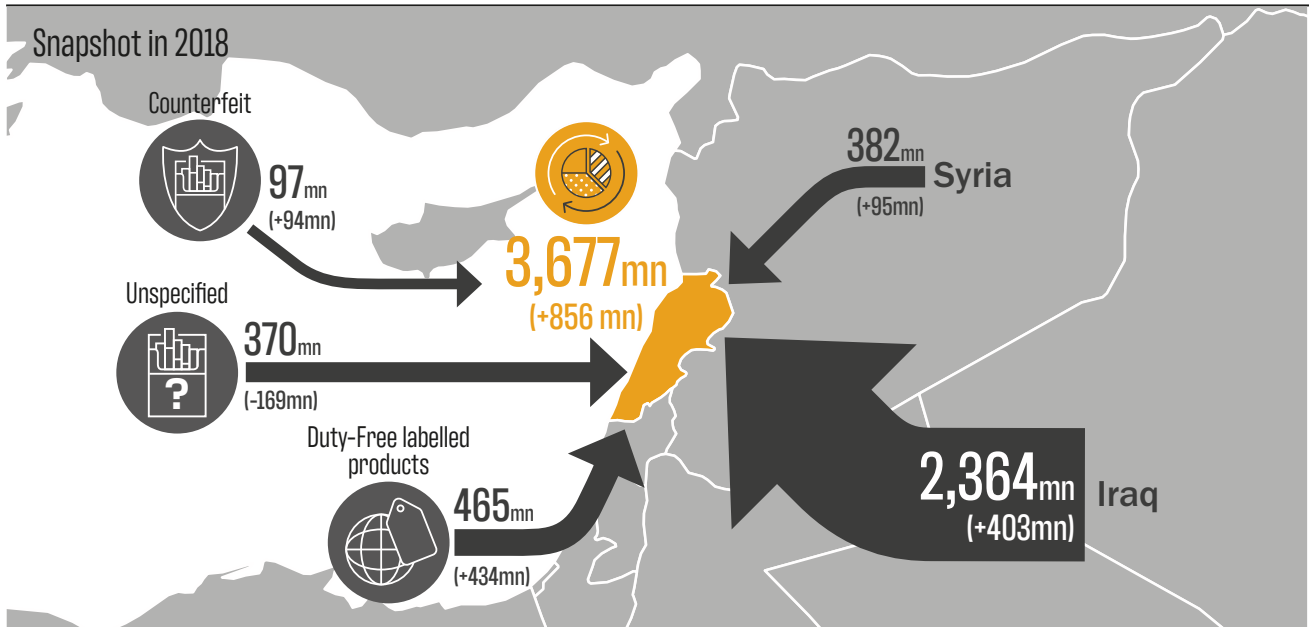 Snapshot in 2018
Counterfeit
97mn
(+94mn)
Unspecified
370mn
(-169mn)
?
Duty-Free labelled
products
465mn
(+434mn)
3,677mn
(+856 mn)
382mn
(+95mn)
Syria
2,364mn
(+403mn)
Iraq